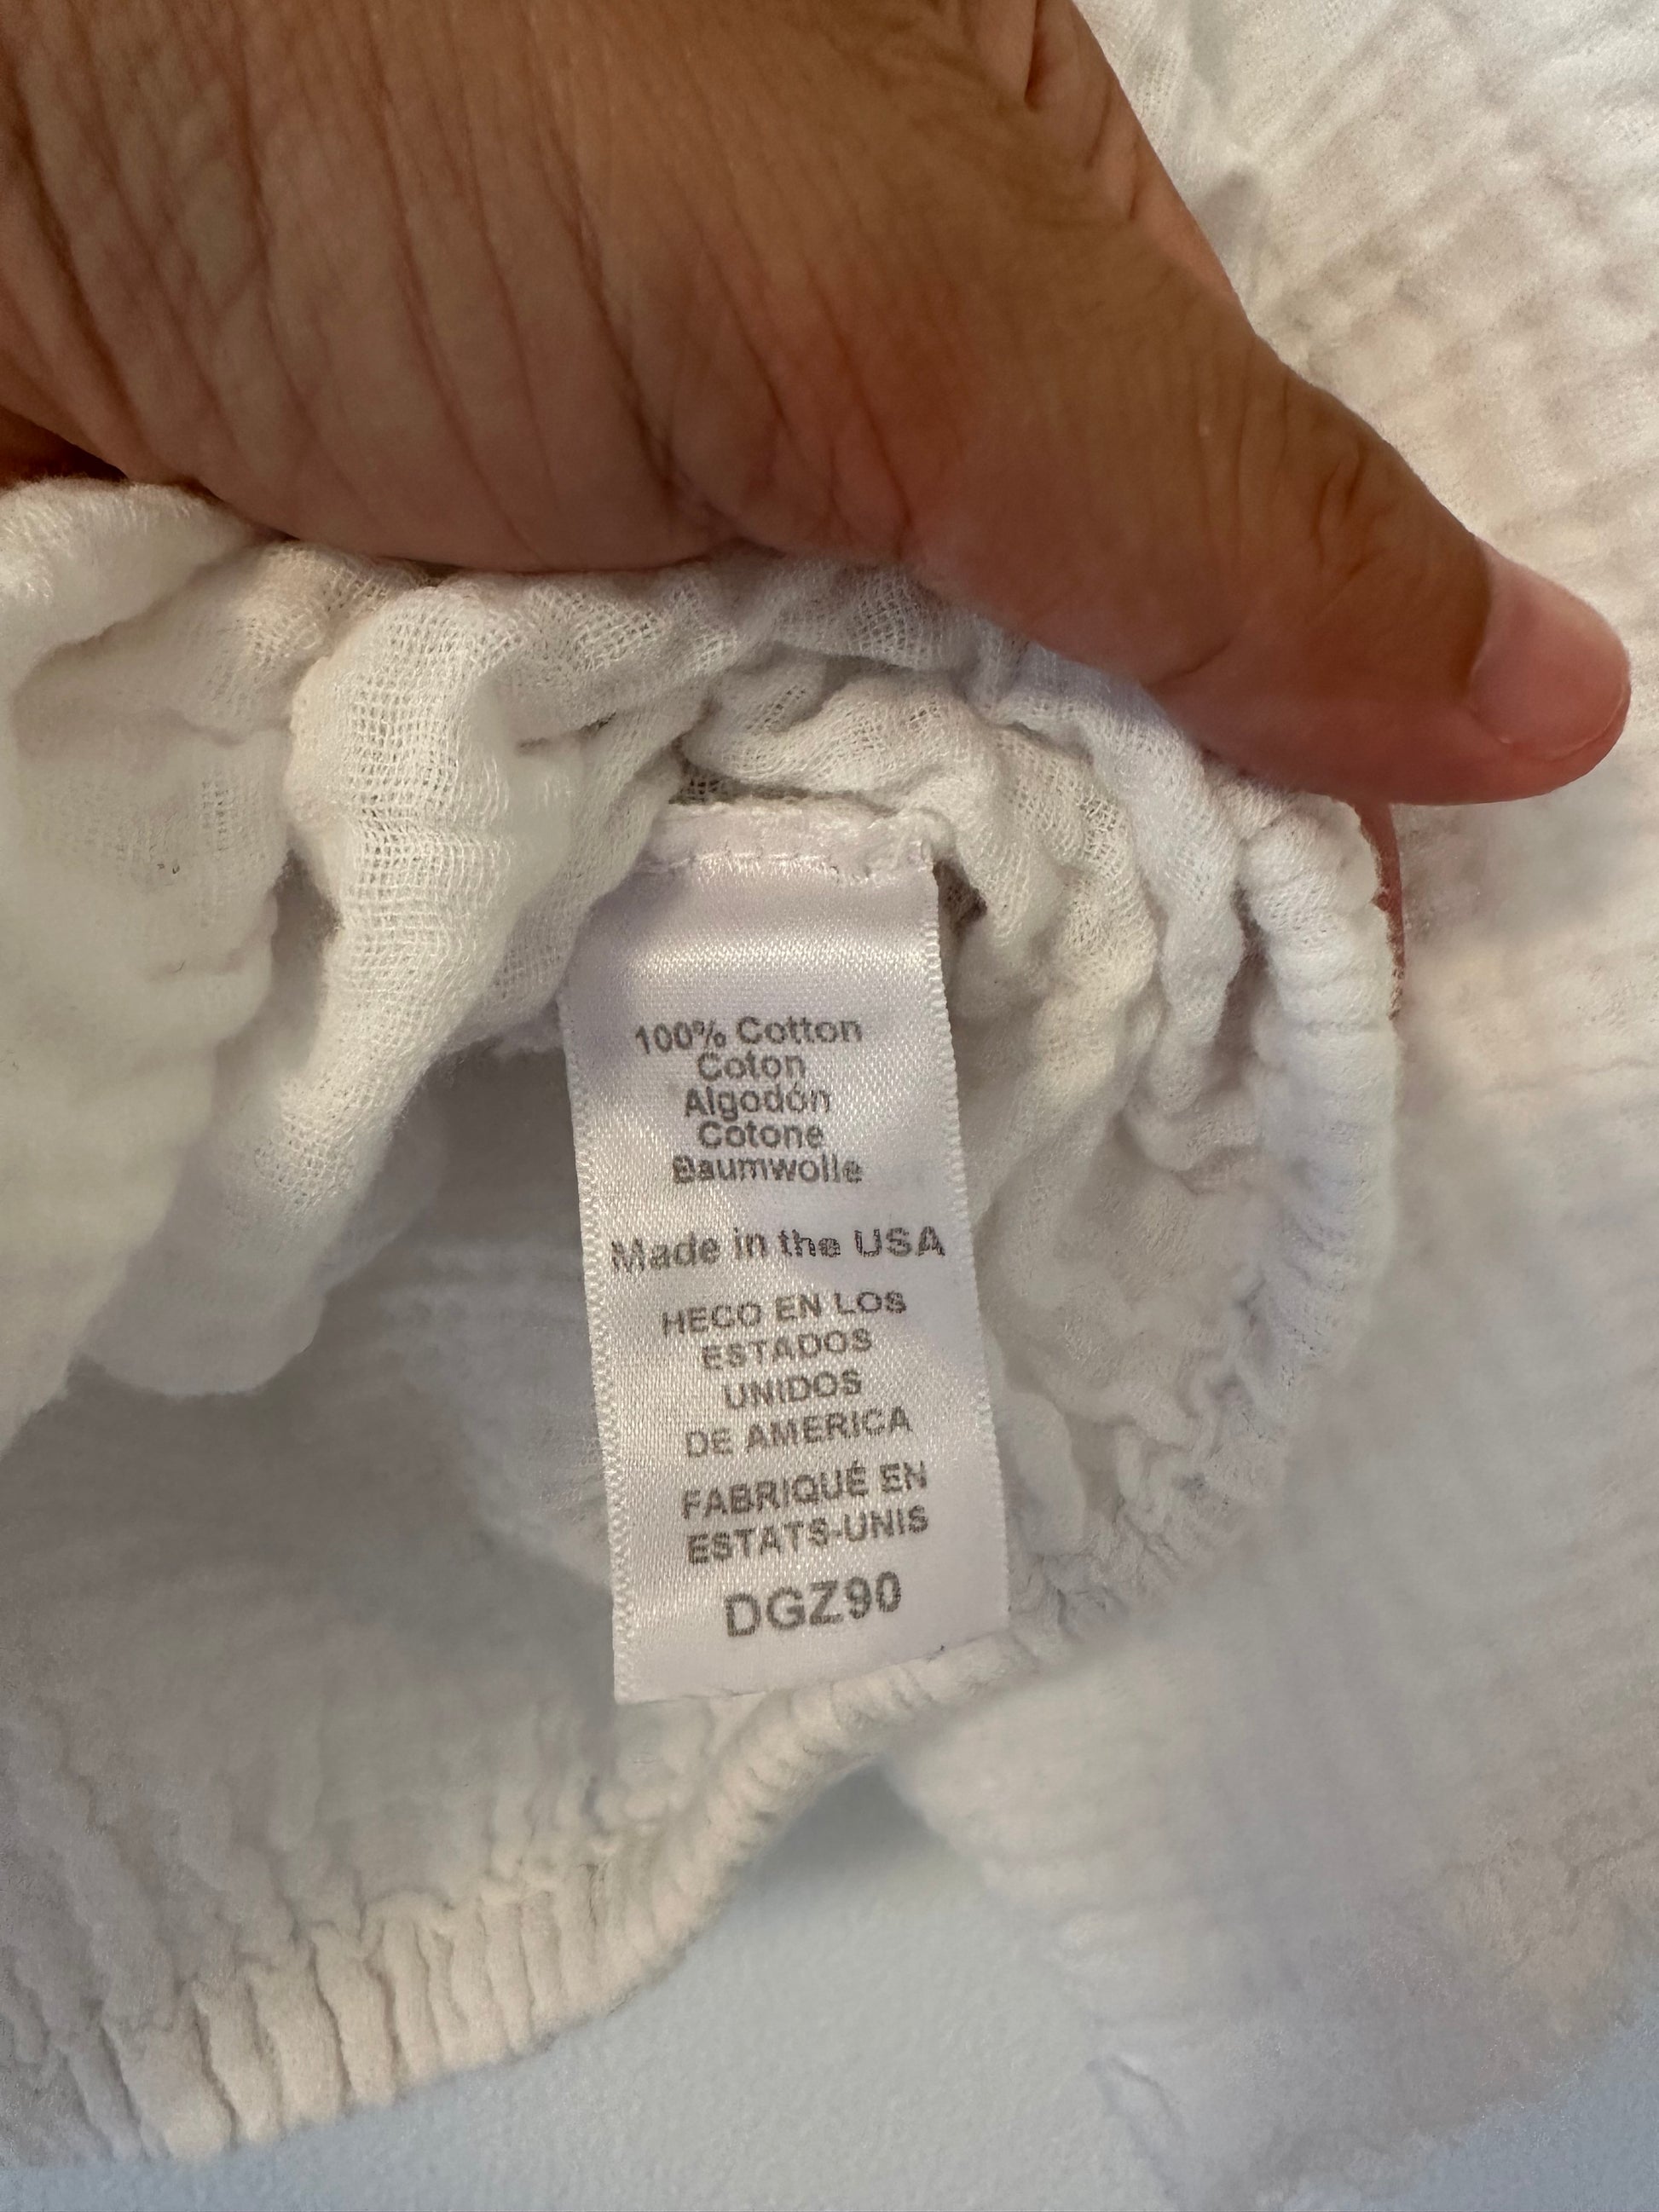 100% Cotton
Coton
Algodón
Cotone
Baumwolle
Made in the USA
HECO EN LOS
ESTADOS
UNIDOS
DE AMERICA
FABRIQUÉ EN
ESTATS-UNIS
DGZ90